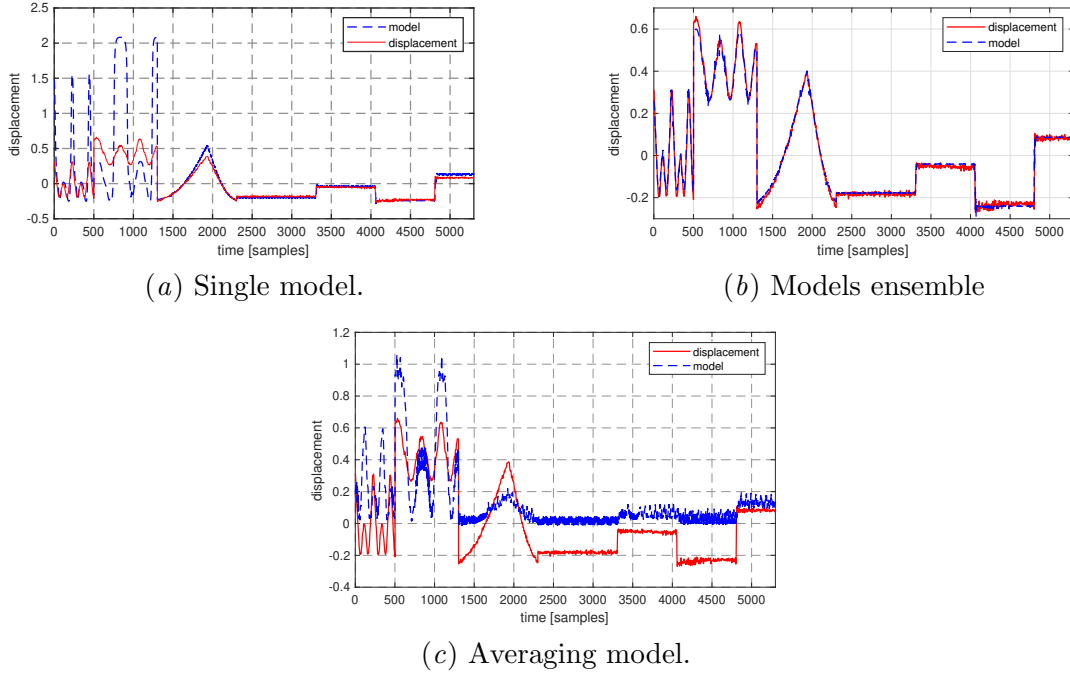 2.5
2
1.5
1
0.5
0
-0.5
displacement
model
displacement
0 500 1000 1500 2000 2500 3000 3500 4000 4500 5000
time [samples]
(a) Single model.
0.6
0.4
0.2
0
-0.2
displacement
displacement
model
0 500 1000 1500 2000 2500 3000 3500 4000 4500 5000
time [samples]
(b) Models ensemble
1.2
1
0.8
0.6
0.4
0.2
0
-0.2
-0.4
displacement
displacement
model
0 500 1000 1500 2000 2500 3000 3500 4000 4500 5000
time [samples]
(c) Averaging model.